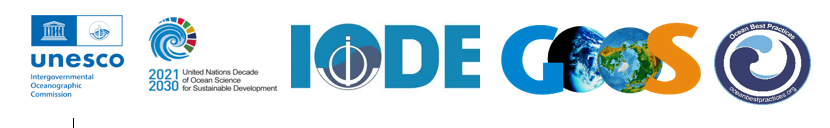 unesco
Intergovernmental
Oceanographic
Commission
2021
2030
United Nations Decade
of Ocean Science
for Sustainable Development
IODE
GOOS
Ocean Best Practices
oceanbestpractices.org